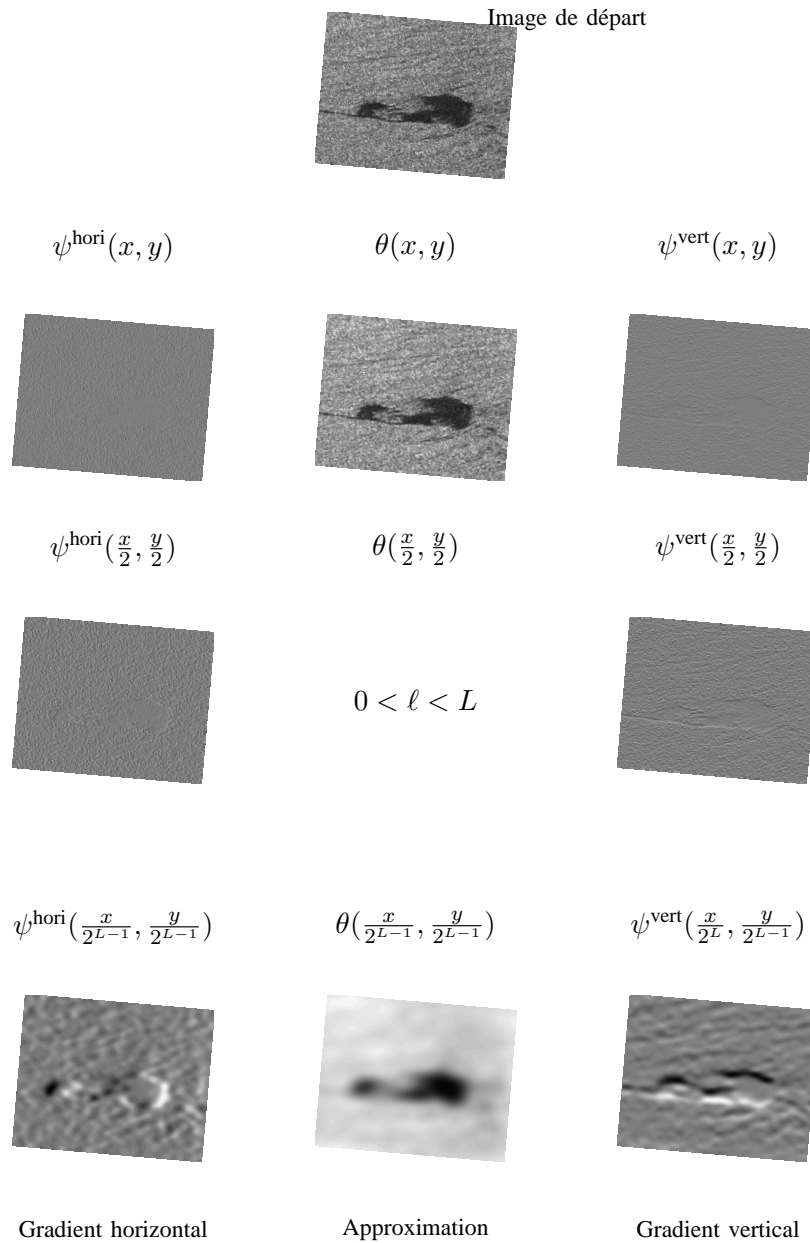 Image de départ
ψ^hori(x, y) θ(x, y) ψ^vert(x, y)
ψ^hori(x/2, y/2) θ(x/2, y/2) ψ^vert(x/2, y/2)
0 < ℓ < L
ψ^hori(x/2^{L−1}, y/2^{L−1}) θ(x/2^{L−1}, y/2^{L−1}) ψ^vert(x/2^L, y/2^{L−1})
Gradient horizontal Approximation Gradient vertical